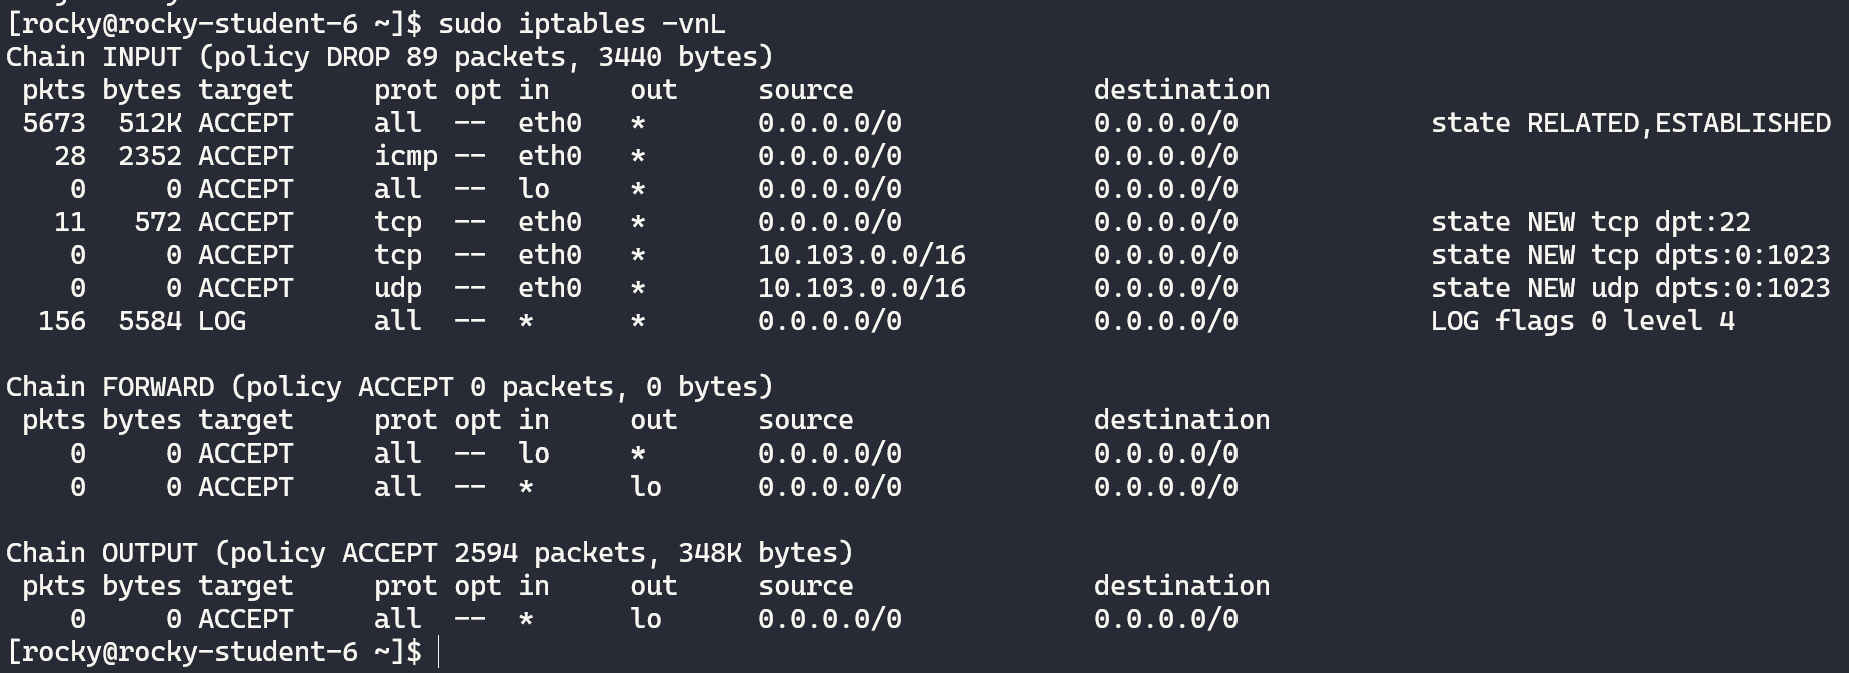 [rocky@rocky-student-6 ~]$ sudo iptables -vnL
Chain INPUT (policy DROP 89 packets, 3440 bytes)
 pkts bytes target     prot opt in     out     source               destination
 5673  512K ACCEPT     all  --  eth0   *       0.0.0.0/0            0.0.0.0/0            state RELATED,ESTABLISHED
   28  2352 ACCEPT     icmp --  eth0   *       0.0.0.0/0            0.0.0.0/0
    0     0 ACCEPT     all  --  lo     *       0.0.0.0/0            0.0.0.0/0
   11   572 ACCEPT     tcp  --  eth0   *       0.0.0.0/0            0.0.0.0/0            state NEW tcp dpt:22
    0     0 ACCEPT     tcp  --  eth0   *       10.103.0.0/16        0.0.0.0/0            state NEW tcp dpts:0:1023
    0     0 ACCEPT     udp  --  eth0   *       10.103.0.0/16        0.0.0.0/0            state NEW udp dpts:0:1023
  156  5584 LOG        all  --  *      *       0.0.0.0/0            0.0.0.0/0            LOG flags 0 level 4
Chain FORWARD (policy ACCEPT 0 packets, 0 bytes)
 pkts bytes target     prot opt in     out     source               destination
    0     0 ACCEPT     all  --  lo     *       0.0.0.0/0            0.0.0.0/0
    0     0 ACCEPT     all  --  *      lo      0.0.0.0/0            0.0.0.0/0
Chain OUTPUT (policy ACCEPT 2594 packets, 348K bytes)
 pkts bytes target     prot opt in     out     source               destination
    0     0 ACCEPT     all  --  *      lo      0.0.0.0/0            0.0.0.0/0
[rocky@rocky-student-6 ~]$